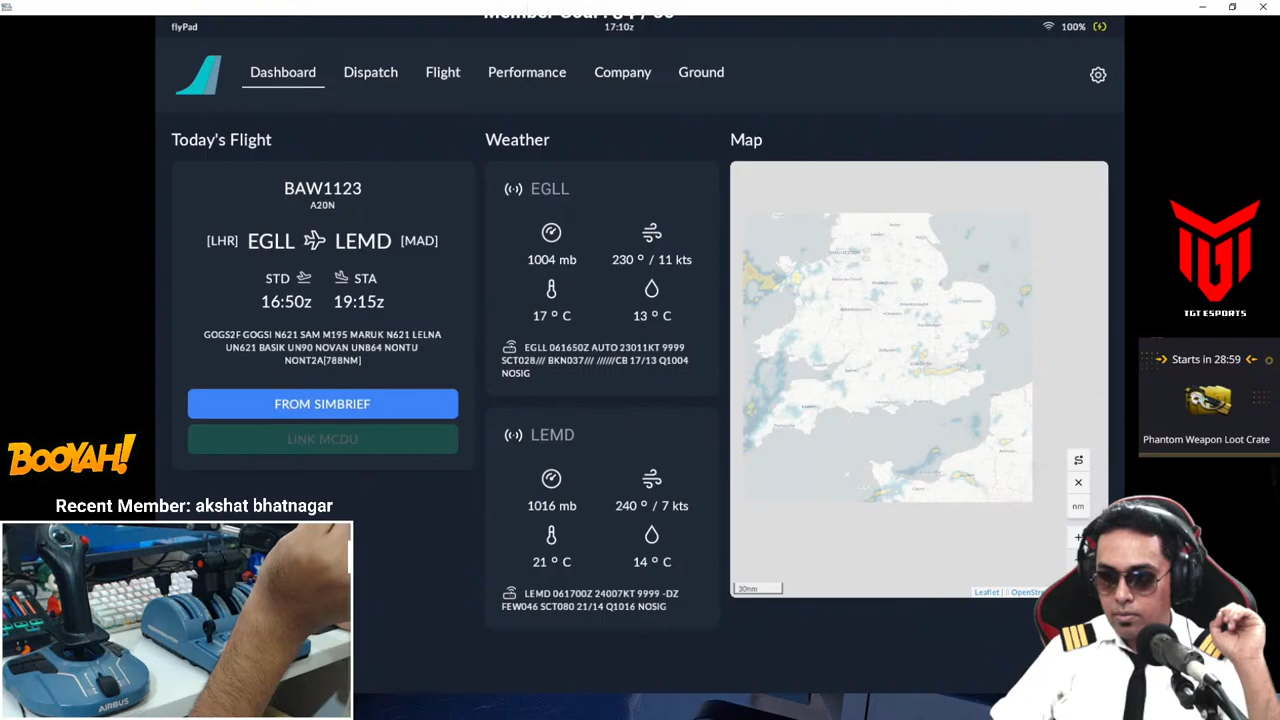 flyPad
17:10z
100%
Dashboard
Dispatch
Flight
Performance
Company
Ground
Today's Flight
BAW1123
A20N
[LHR] EGLL LEMD [MAD]
STD STA
16:50z 19:15z
GOGS2F GOGSI N621 SAM M195 MARUK N621 LELNA
UN621 BASIK UN90 NOVAN UN864 NONTU
NONT2A[788NM]
FROM SIMBRIEF
LINK MCDU
Weather
EGLL
1004 mb
230 º / 11 kts
17 º C
13 º C
EGLL 061650Z AUTO 23011KT 9999
SCT028/// BKN037/// //////CB 17/13 Q1004
NOSIG
LEMD
1016 mb
240 º / 7 kts
21 º C
14 º C
LEMD 061700Z 24007KT 9999 -DZ
FEW046 SCT080 21/14 Q1016 NOSIG
Map
nm
30nm
Leaflet | ©
TGT ESPORTS
Starts in 28:59
Phantom Weapon Loot Crate
BOOYAH!
Recent Member: akshat bhatnagar
AIRBUS